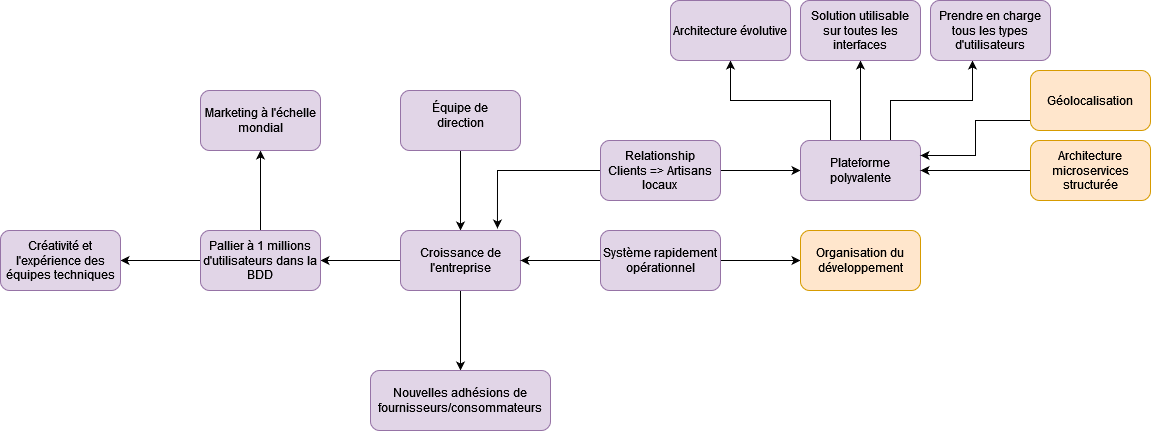 Architecture évolutive
Solution utilisable
sur toutes les
interfaces
Prendre en charge
tous les types
d'utilisateurs
Géolocalisation
Marketing à l'échelle
mondial
Équipe de
direction
Relationship
Clients => Artisans
locaux
Plateforme
polyvalente
Architecture
microservices
structurée
Créativité et
l'expérience des
équipes techniques
Pallier à 1 millions
d'utilisateurs dans la
BDD
Croissance de
l'entreprise
Système rapidement
opérationnel
Organisation du
développement
Nouvelles adhésions de
fournisseurs/consommateurs